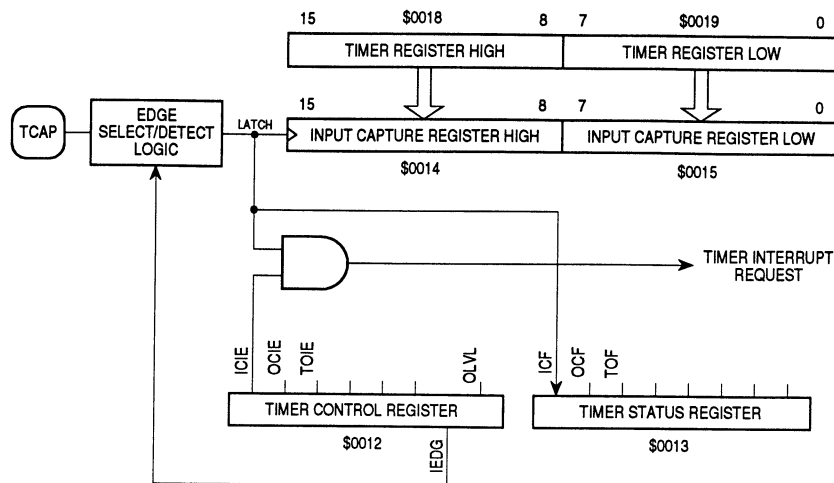 15 $0018 8 7 $0019 0
TIMER REGISTER HIGH TIMER REGISTER LOW
15 8 7 0
TCAP
EDGE
SELECT/DETECT
LOGIC
LATCH
INPUT CAPTURE REGISTER HIGH INPUT CAPTURE REGISTER LOW
$0014 $0015
TIMER INTERRUPT
REQUEST
ICIE
OCIE
TOIE
OLVL
ICF
OCF
TOF
TIMER CONTROL REGISTER TIMER STATUS REGISTER
$0012 $0013
IEDG